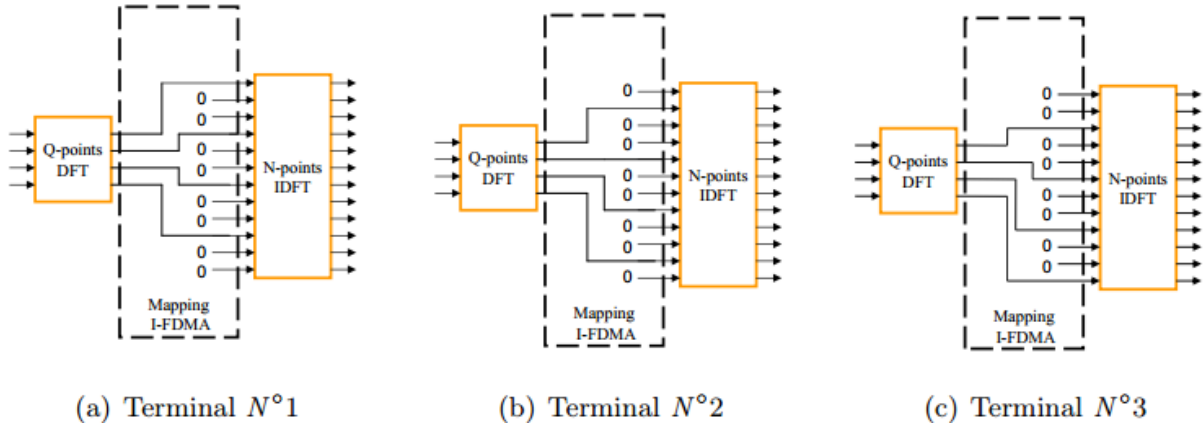 0
0
0
0
0
0
0
0
Q-points
DFT
N-points
IDFT
Mapping
I-FDMA
(a) Terminal N°1
0
0
0
0
0
0
0
0
Q-points
DFT
N-points
IDFT
Mapping
I-FDMA
(b) Terminal N°2
0
0
0
0
0
0
0
0
Q-points
DFT
N-points
IDFT
Mapping
I-FDMA
(c) Terminal N°3